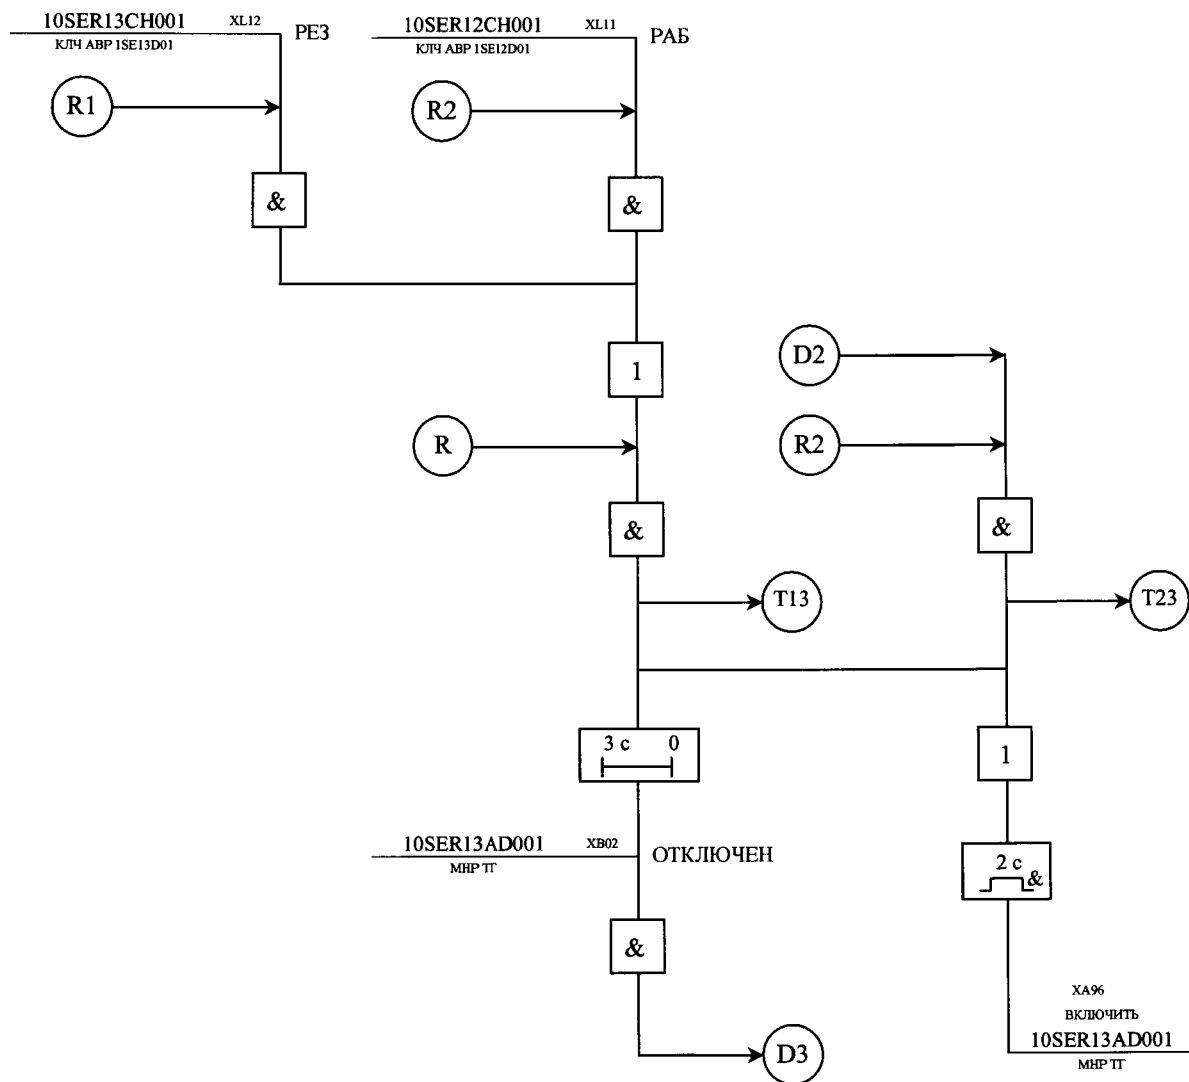 10SER13CH001 XL12 РЕЗ
КЛЧ АВР 1SE13D01
10SER12CH001 XL11 РАБ
КЛЧ АВР 1SE12D01
R1
R2
&
&
1
D2
R
R2
&
&
T13
T23
3 с 0
1
10SER13AD001 XB02 ОТКЛЮЧЕН
МНР ТГ
2 с
&
&
XA96
ВКЛЮЧИТЬ
10SER13AD001
МНР ТГ
D3